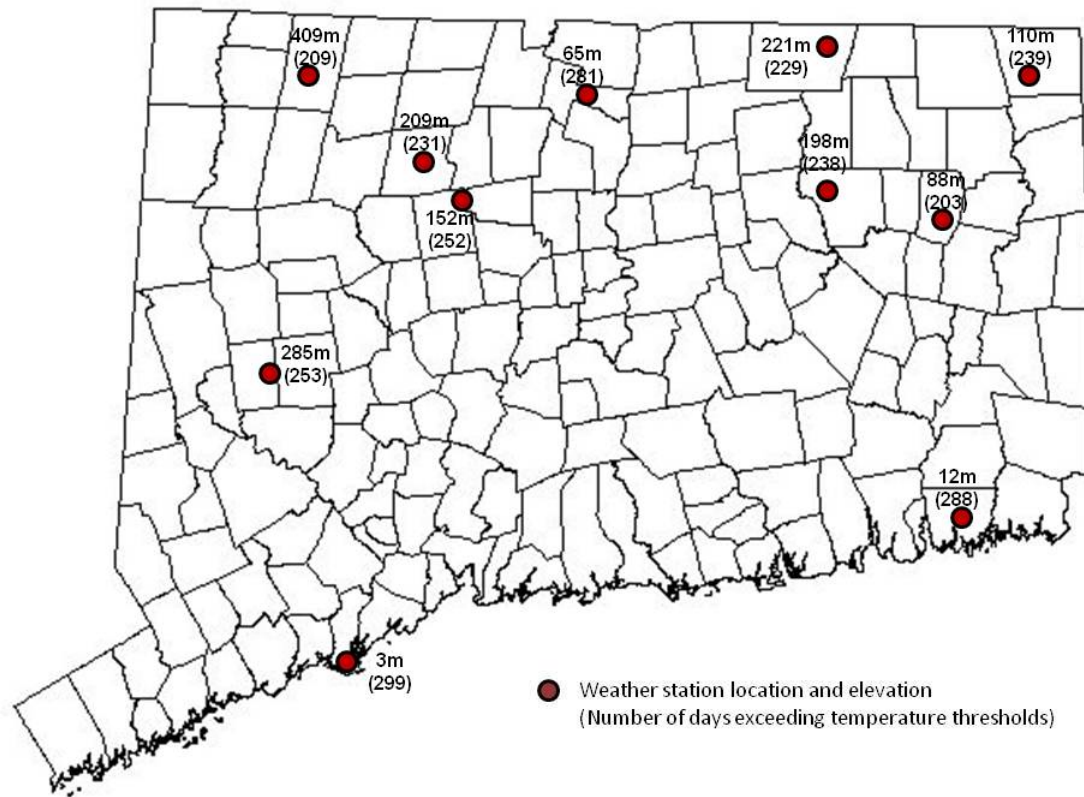 409m
(209)
65m
(281)
221m
(229)
110m
(239)
209m
(231)
198m
(238)
88m
(203)
152m
(252)
285m
(253)
12m
(288)
3m
(299)
Weather station location and elevation
(Number of days exceeding temperature thresholds)